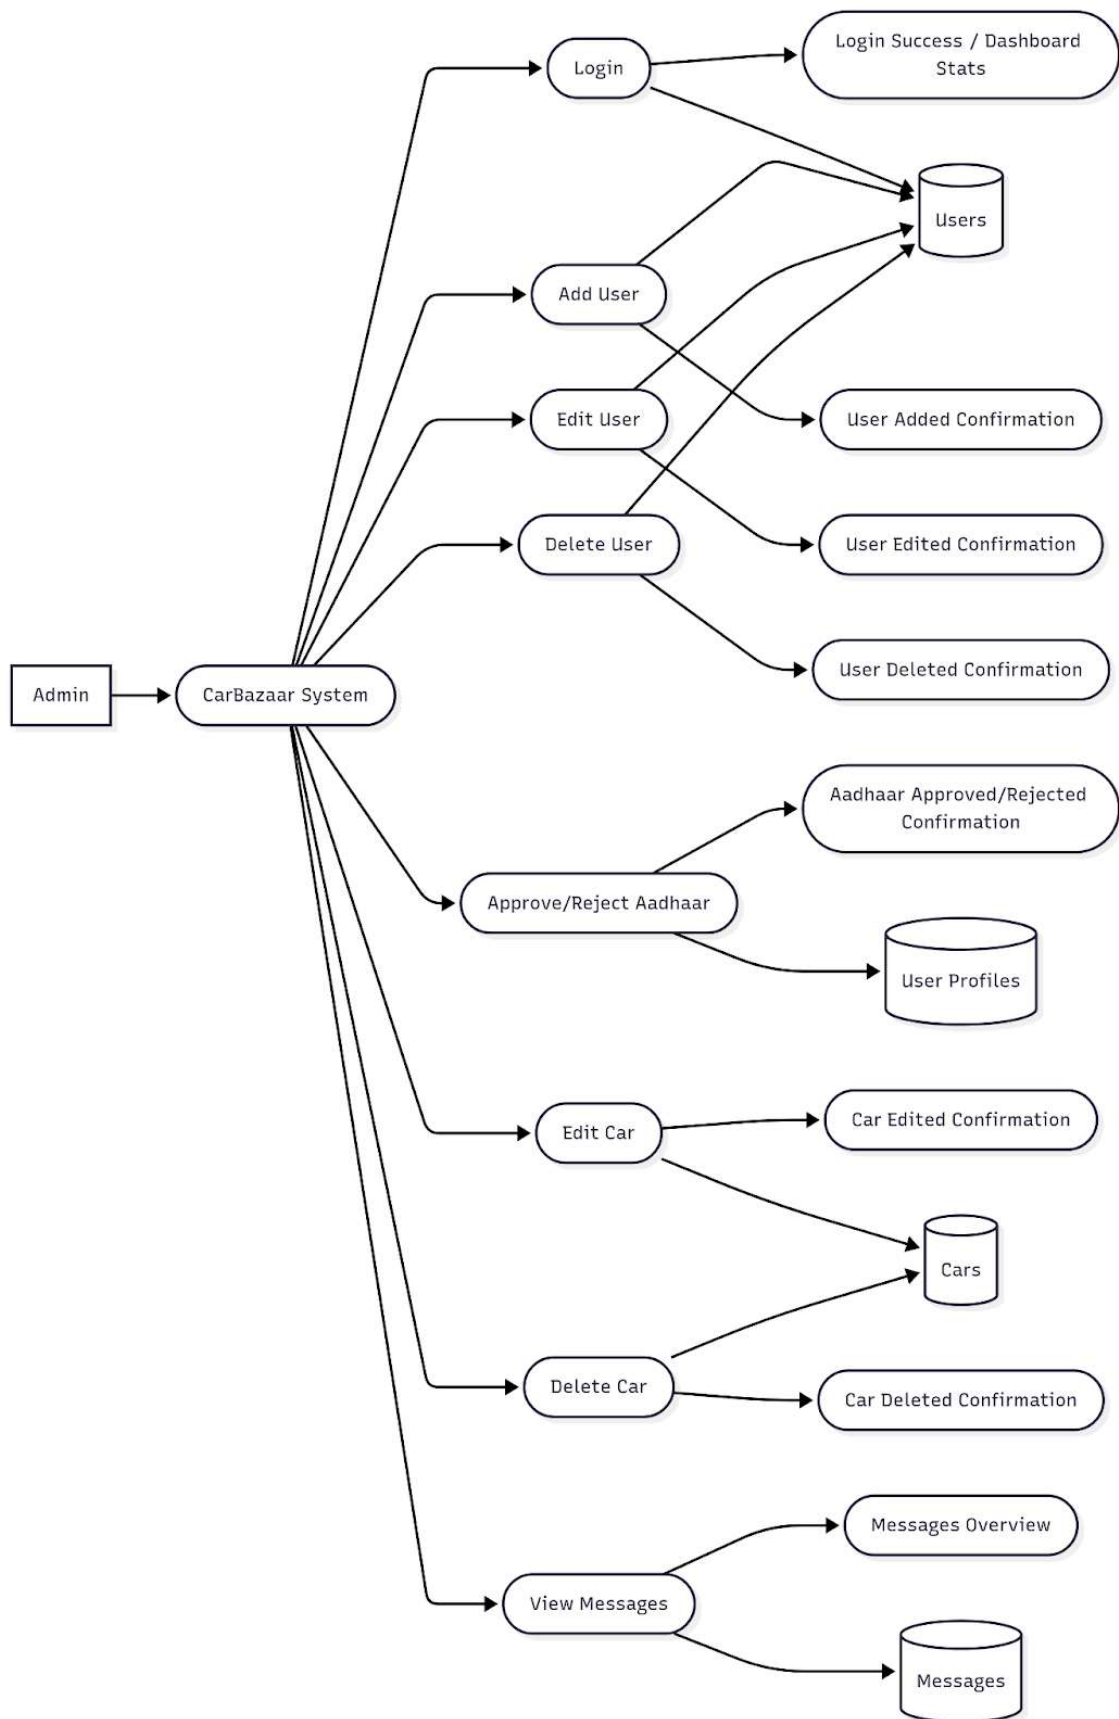 Login
Login Success / Dashboard
Stats
Users
Add User
Edit User
User Added Confirmation
Delete User
User Edited Confirmation
User Deleted Confirmation
Admin
CarBazaar System
Aadhaar Approved/Rejected
Confirmation
Approve/Reject Aadhaar
User Profiles
Edit Car
Car Edited Confirmation
Cars
Delete Car
Car Deleted Confirmation
Messages Overview
View Messages
Messages